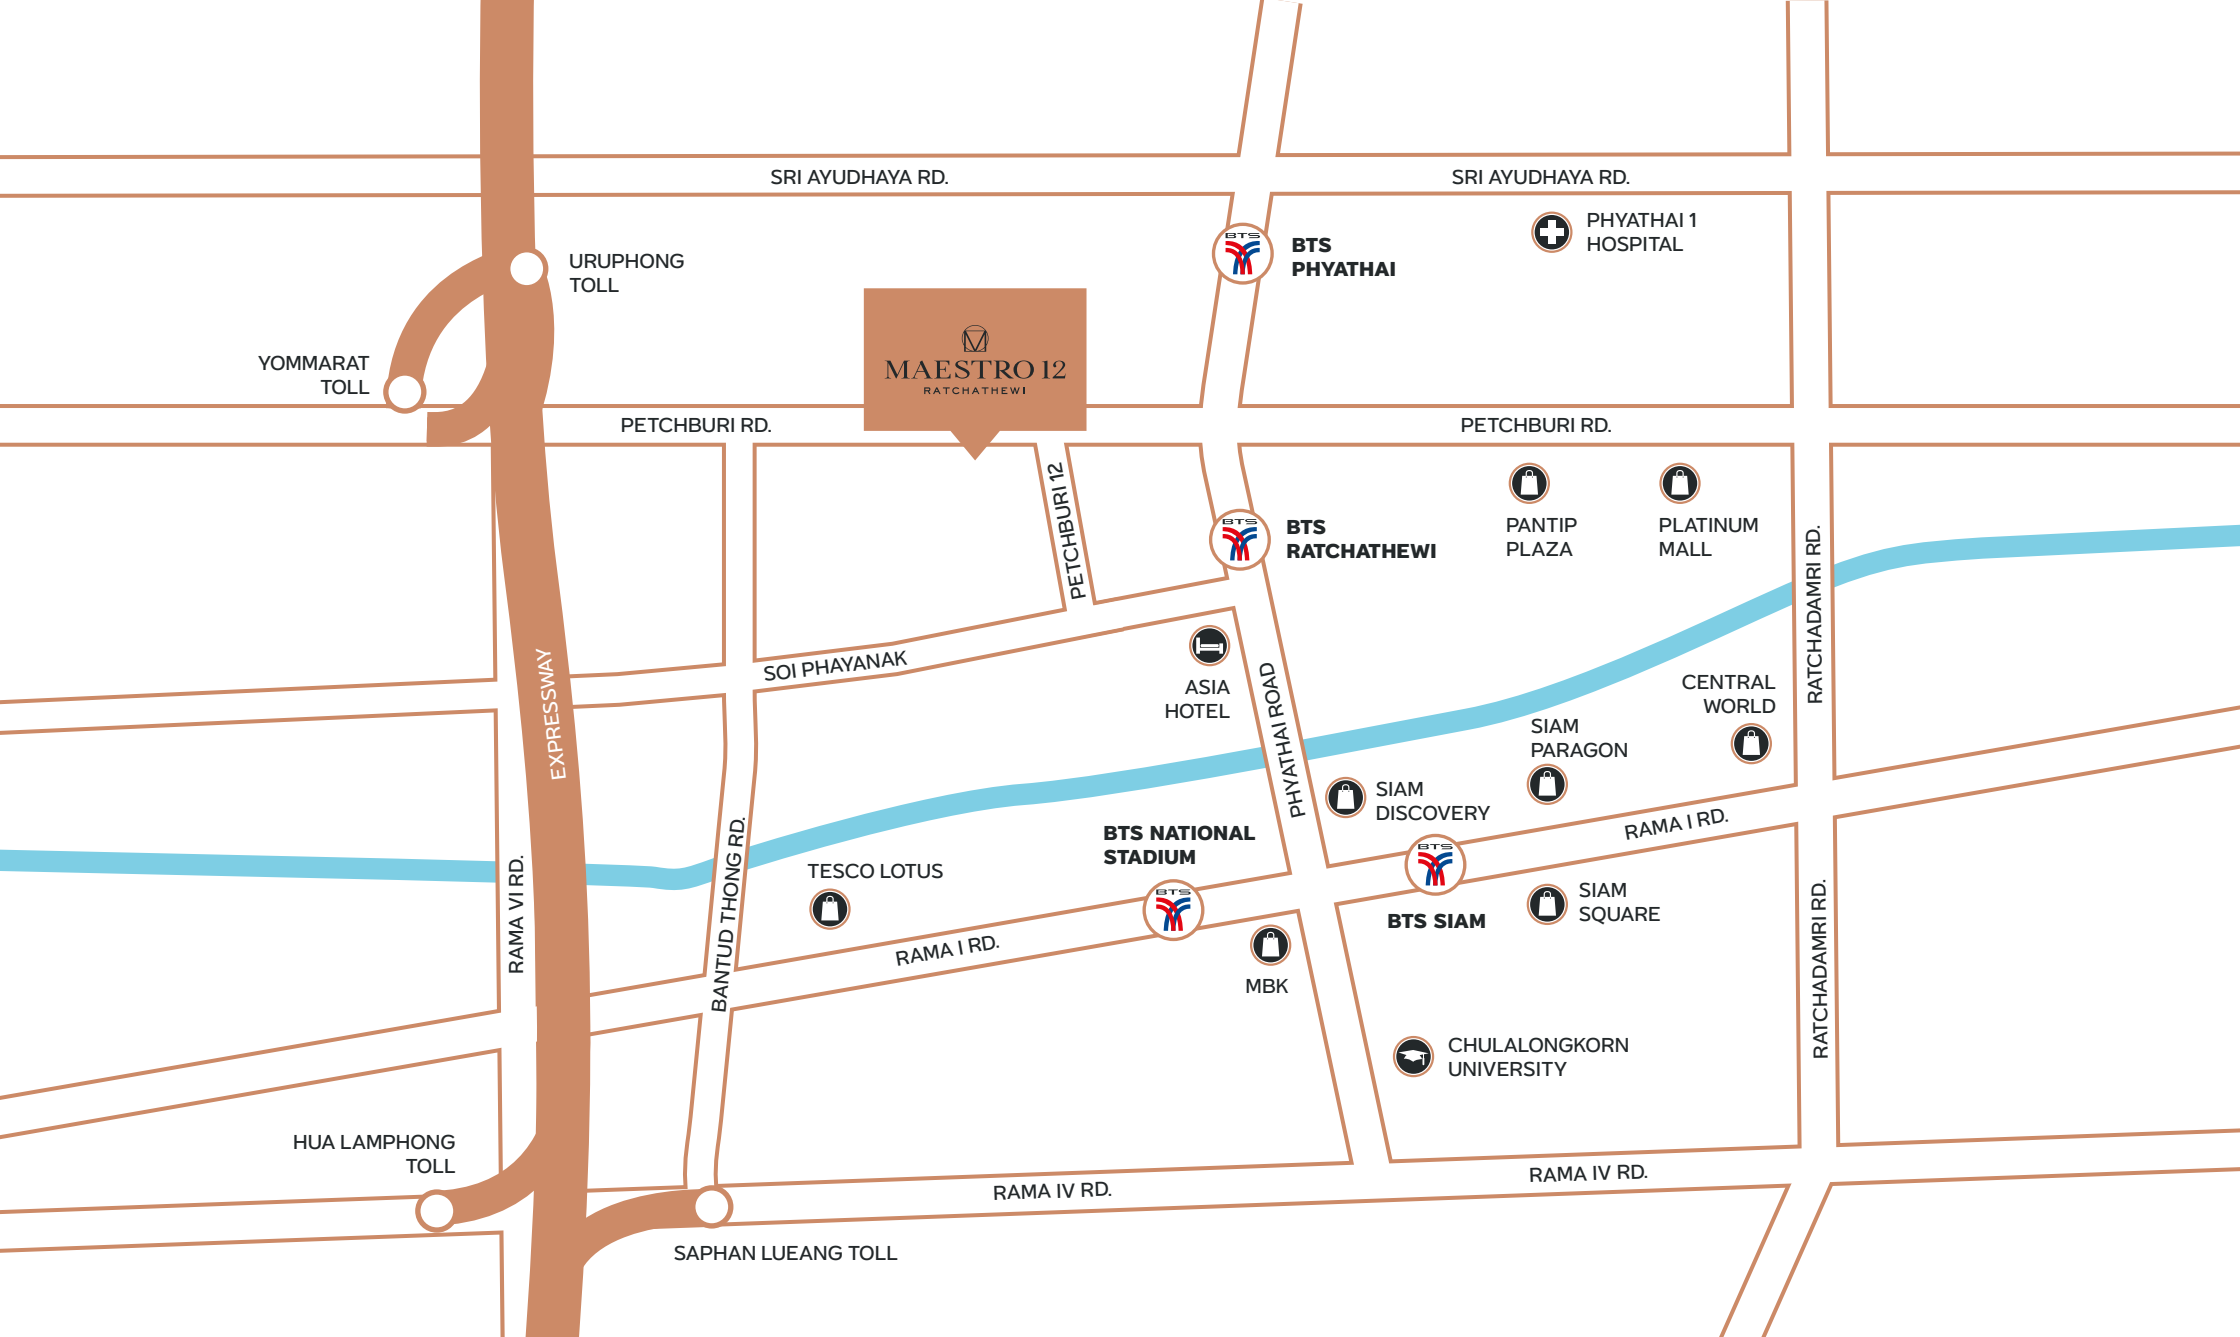 SRI AYUDHAYA RD.
SRI AYUDHAYA RD.
PHYATHAI 1
HOSPITAL
BTS
BTS
PHYATHAI
URUPHONG
TOLL
YOMMARAT
TOLL
MAESTRO 12
RATCHATHEWI
PETCHBURI RD.
PETCHBURI RD.
PETCHBURI 12
BTS
BTS
RATCHATHEWI
PANTIP
PLAZA
PLATINUM
MALL
RATCHADAMRI RD.
EXPRESSWAY
SOI PHAYANAK
ASIA
HOTEL
PHYATHAI ROAD
CENTRAL
WORLD
SIAM
PARAGON
SIAM
DISCOVERY
RAMA I RD.
BTS NATIONAL
STADIUM
BTS
BTS
BTS SIAM
SIAM
SQUARE
TESCO LOTUS
RAMA VI RD.
BANTUD THONG RD.
RAMA I RD.
MBK
RATCHADAMRI RD.
CHULALONGKORN
UNIVERSITY
HUA LAMPHONG
TOLL
RAMA IV RD.
RAMA IV RD.
SAPHAN LUEANG TOLL